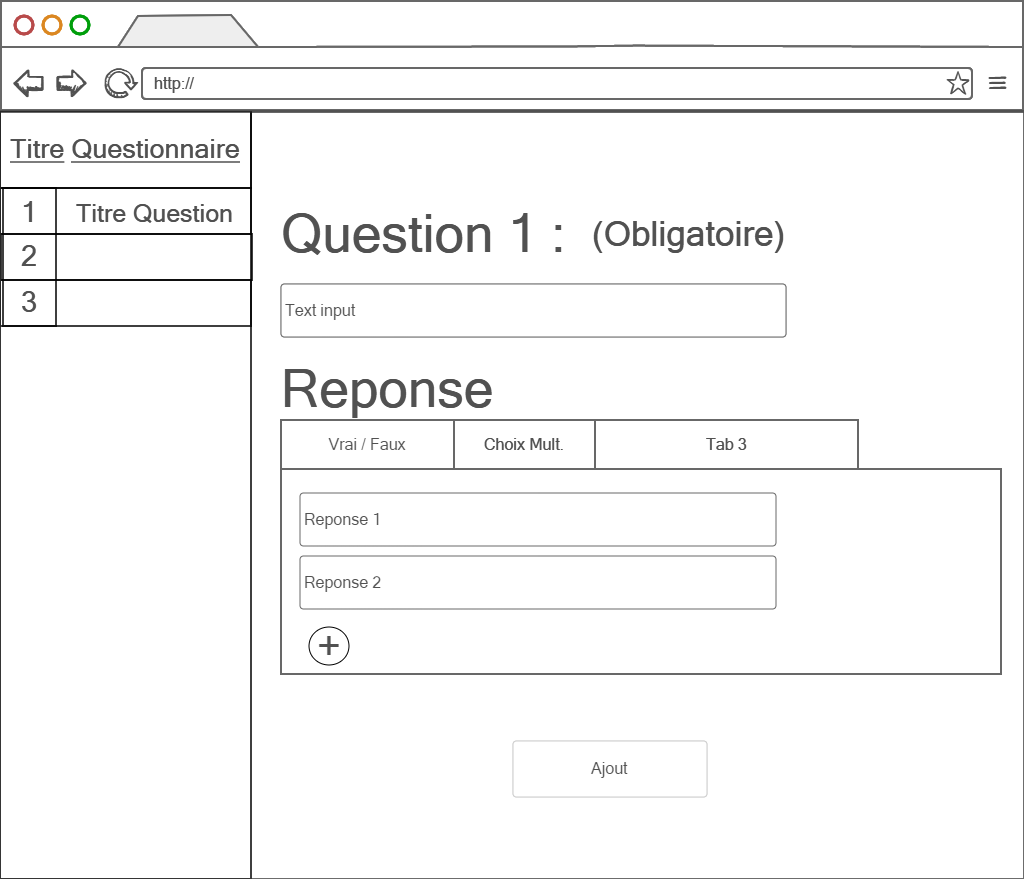 http://
Titre Questionnaire
1 Titre Question
2
3
Question 1 : (Obligatoire)
Text input
Reponse
Vrai / Faux Choix Mult. Tab 3
Reponse 1
Reponse 2
+
Ajout